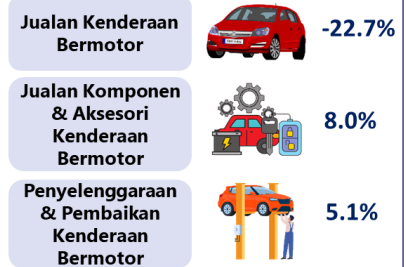 Jualan Kenderaan
Bermotor
-22.7%
Jualan Komponen
& Aksesori
Kenderaan
Bermotor
8.0%
Penyelenggaraan
& Pembaikan
Kenderaan
Bermotor
5.1%